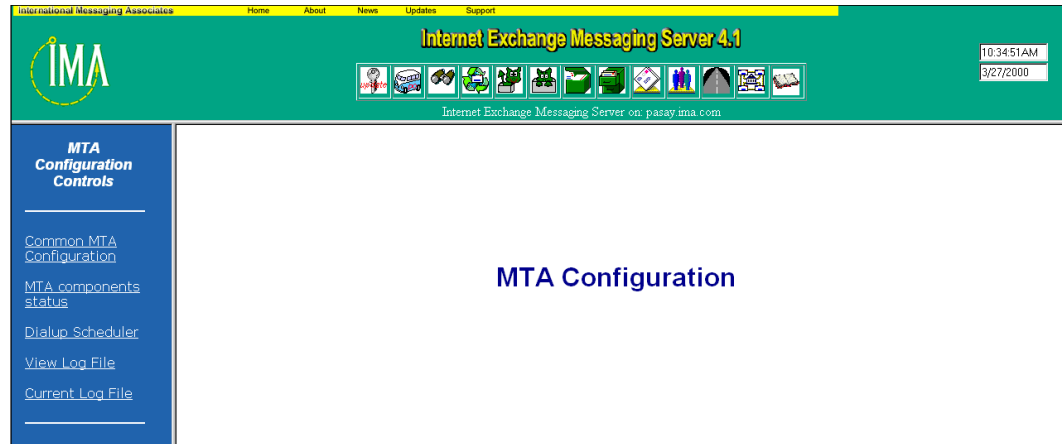 International Messaging Associates Home About News Updates Support
Internet Exchange Messaging Server 4.1
10:34:51AM
3/27/2000
IMA
update
Internet Exchange Messaging Server on: pasay.ima.com
MTA
Configuration
Controls
Common MTA
Configuration
MTA components
status
Dialup Scheduler
View Log File
Current Log File
MTA Configuration